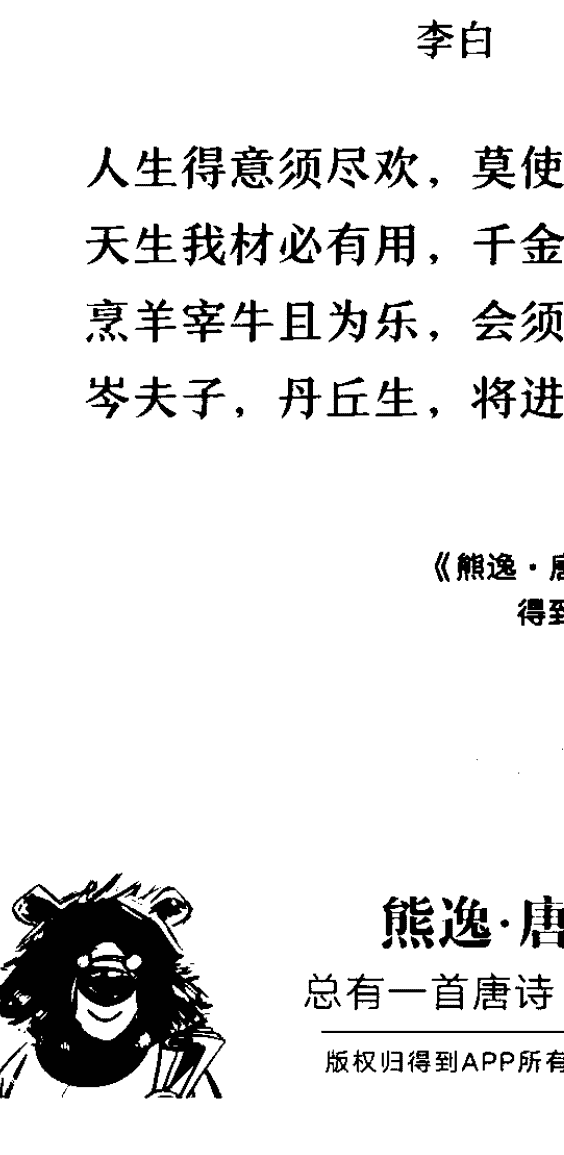 李白
人生得意须尽欢，莫使
天生我材必有用，千金
烹羊宰牛且为乐，会须
岑夫子，丹丘生，将进
《熊逸·唐
得到
熊逸·唐
总有一首唐诗
版权归得到APP所有